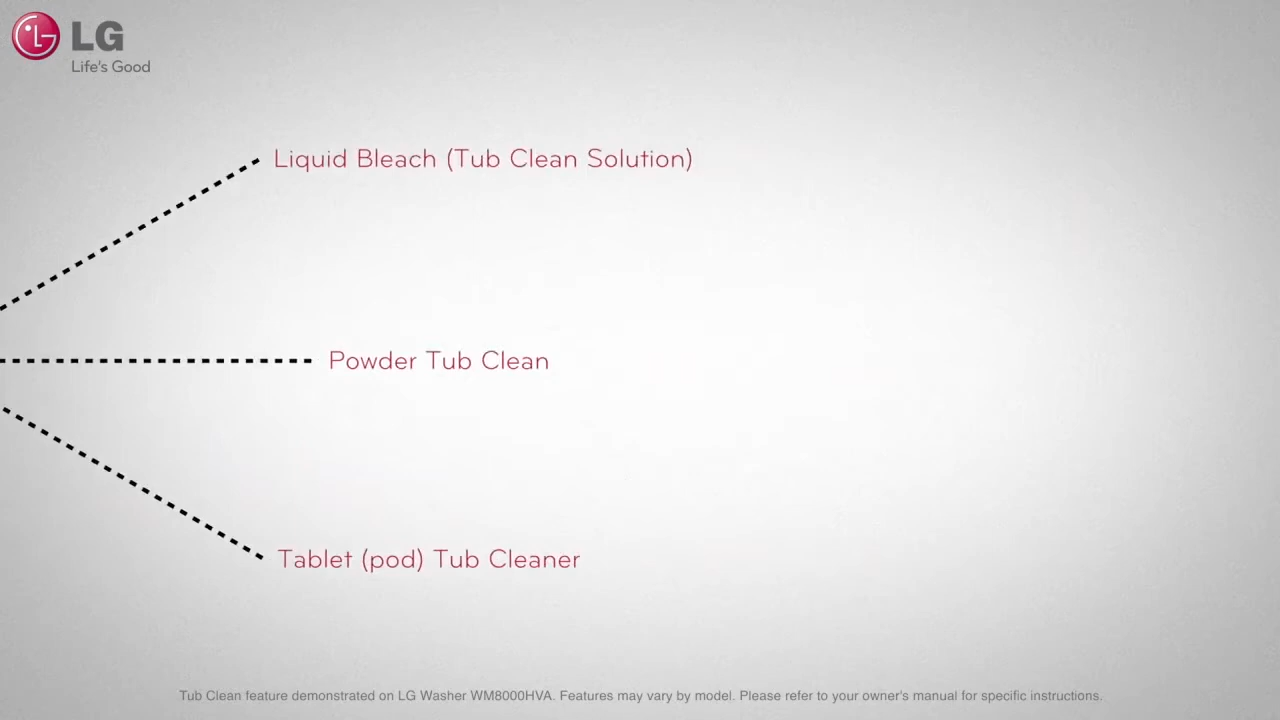 LG
Life's Good
Liquid Bleach (Tub Clean Solution)
Powder Tub Clean
Tablet (pod) Tub Cleaner
Tub Clean feature demonstrated on LG Washer WM8000HVA. Features may vary by model. Please refer to your owner's manual for specific instructions.